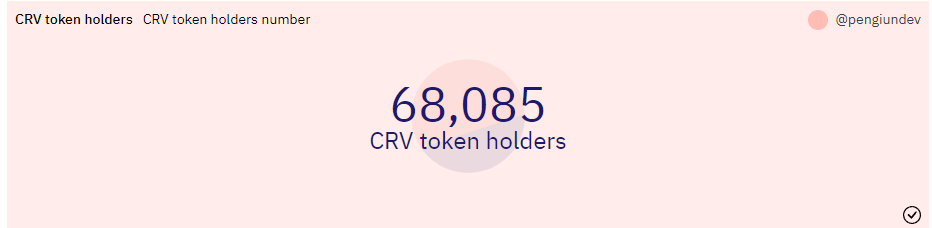 CRV token holders CRV token holders number
@pengiundev
68,085
CRV token holders